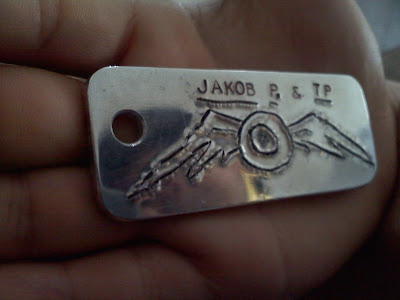 JAKOB P. & TP